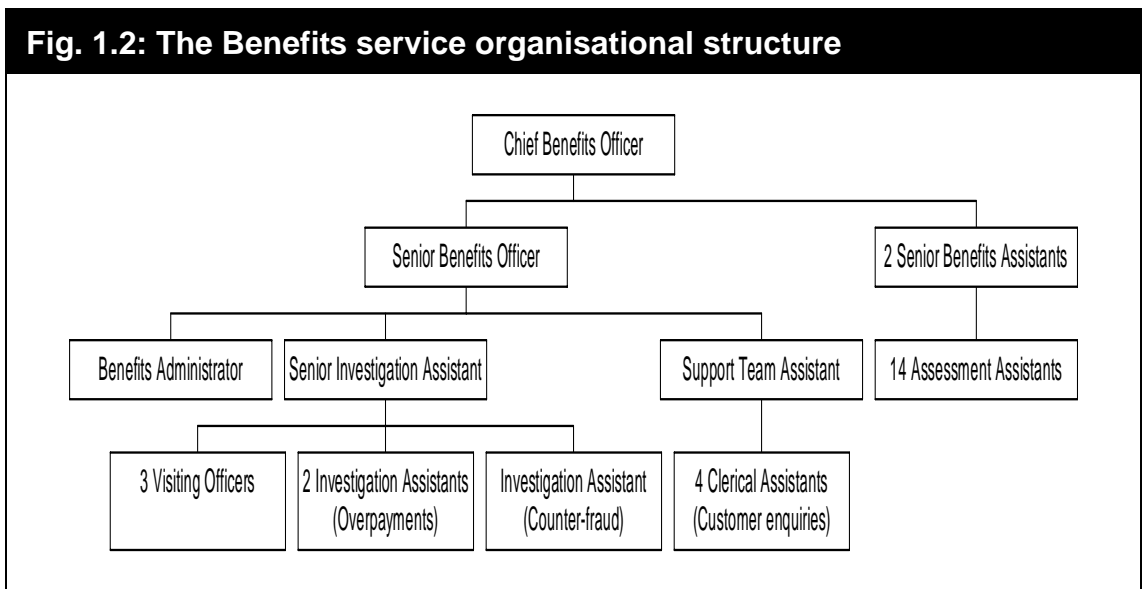 Fig. 1.2: The Benefits service organisational structure
Chief Benefits Officer
Senior Benefits Officer
2 Senior Benefits Assistants
Benefits Administrator
Senior Investigation Assistant
Support Team Assistant
14 Assessment Assistants
3 Visiting Officers
2 Investigation Assistants
(Overpayments)
Investigation Assistant
(Counter-fraud)
4 Clerical Assistants
(Customer enquiries)